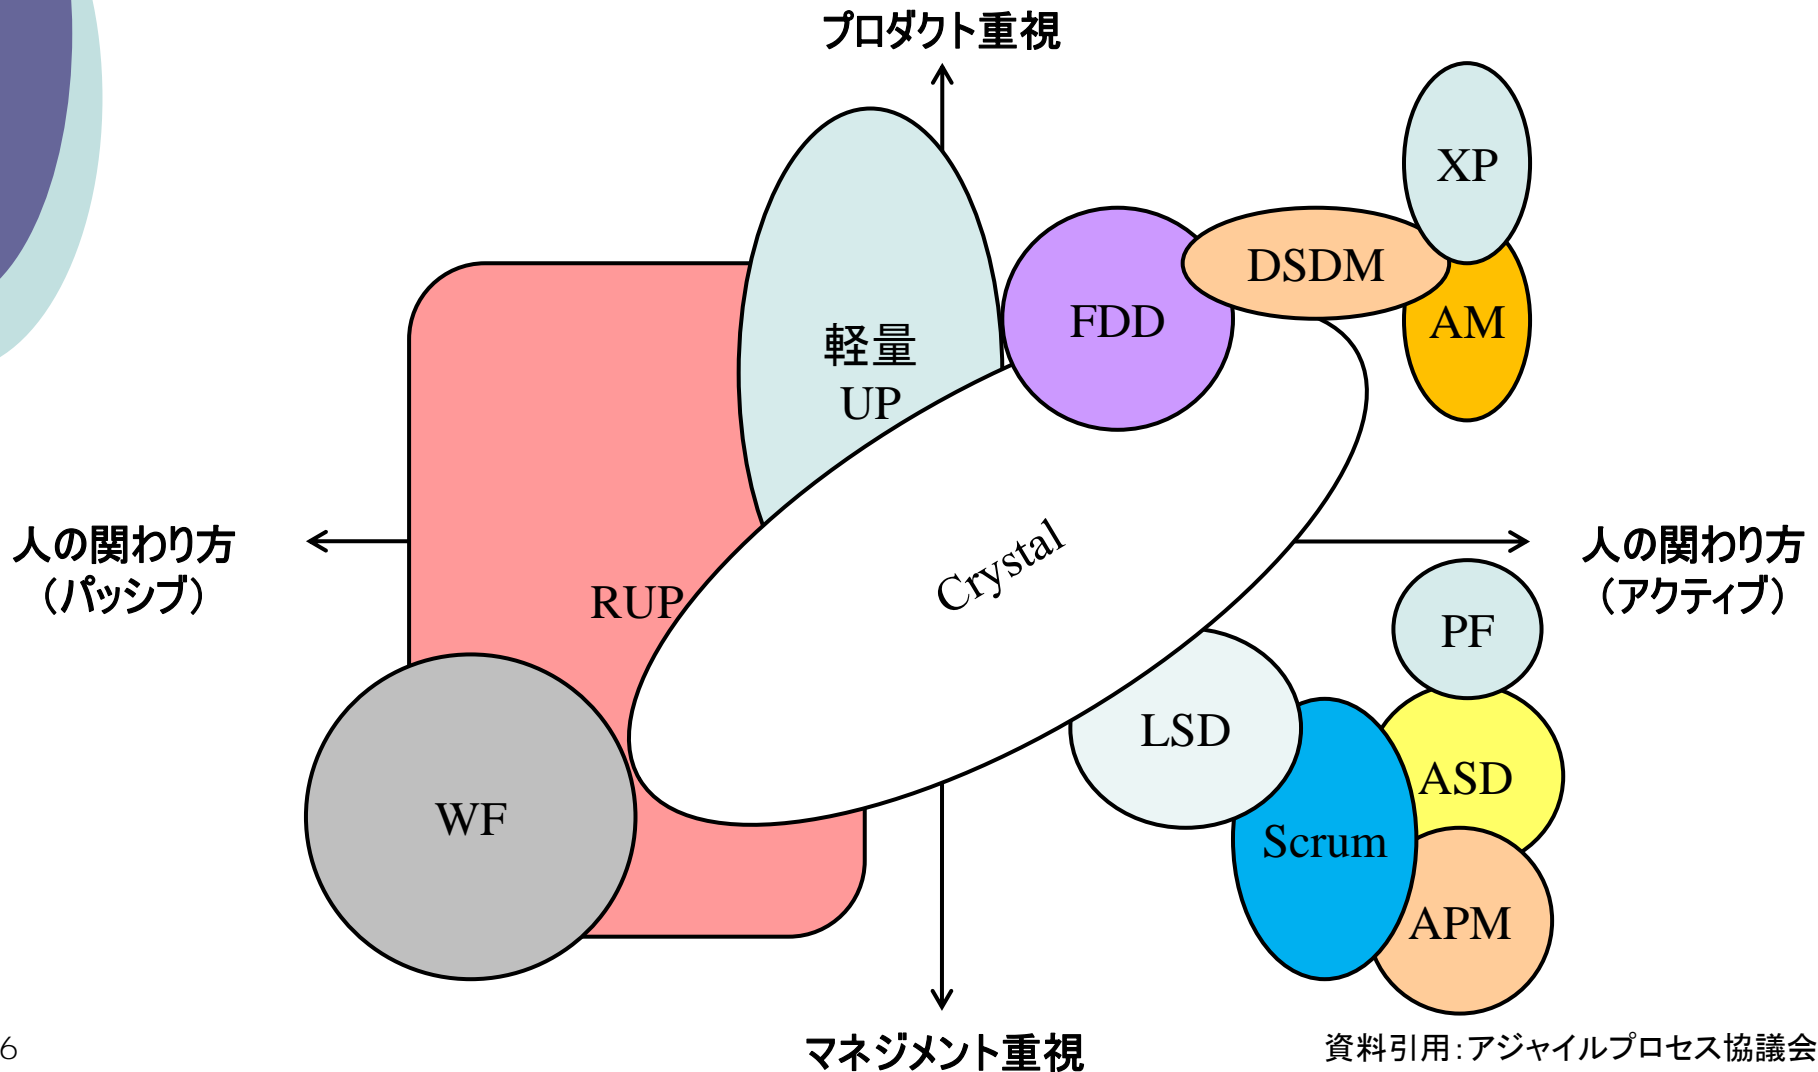 プロダクト重視
XP
DSDM
AM
FDD
軽量
UP
人の関わり方
(パッシブ)
人の関わり方
(アクティブ)
Crystal
RUP
PF
LSD
ASD
WF
Scrum
APM
6
マネジメント重視
資料引用:アジャイルプロセス協議会